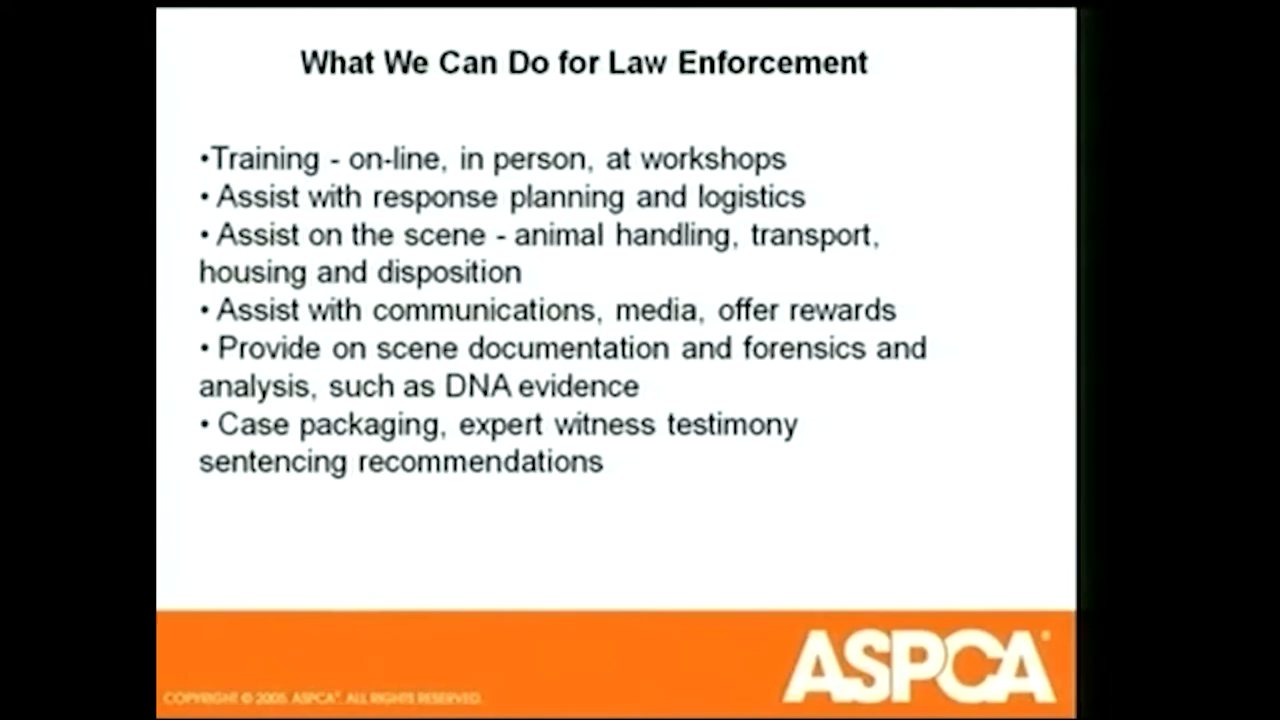 What We Can Do for Law Enforcement
•Training - on-line, in person, at workshops
• Assist with response planning and logistics
• Assist on the scene - animal handling, transport,
housing and disposition
• Assist with communications, media, offer rewards
• Provide on scene documentation and forensics and
analysis, such as DNA evidence
• Case packaging, expert witness testimony
sentencing recommendations
ASPCA®
COPYRIGHT © 2005. ASPCA®. ALL RIGHTS RESERVED.